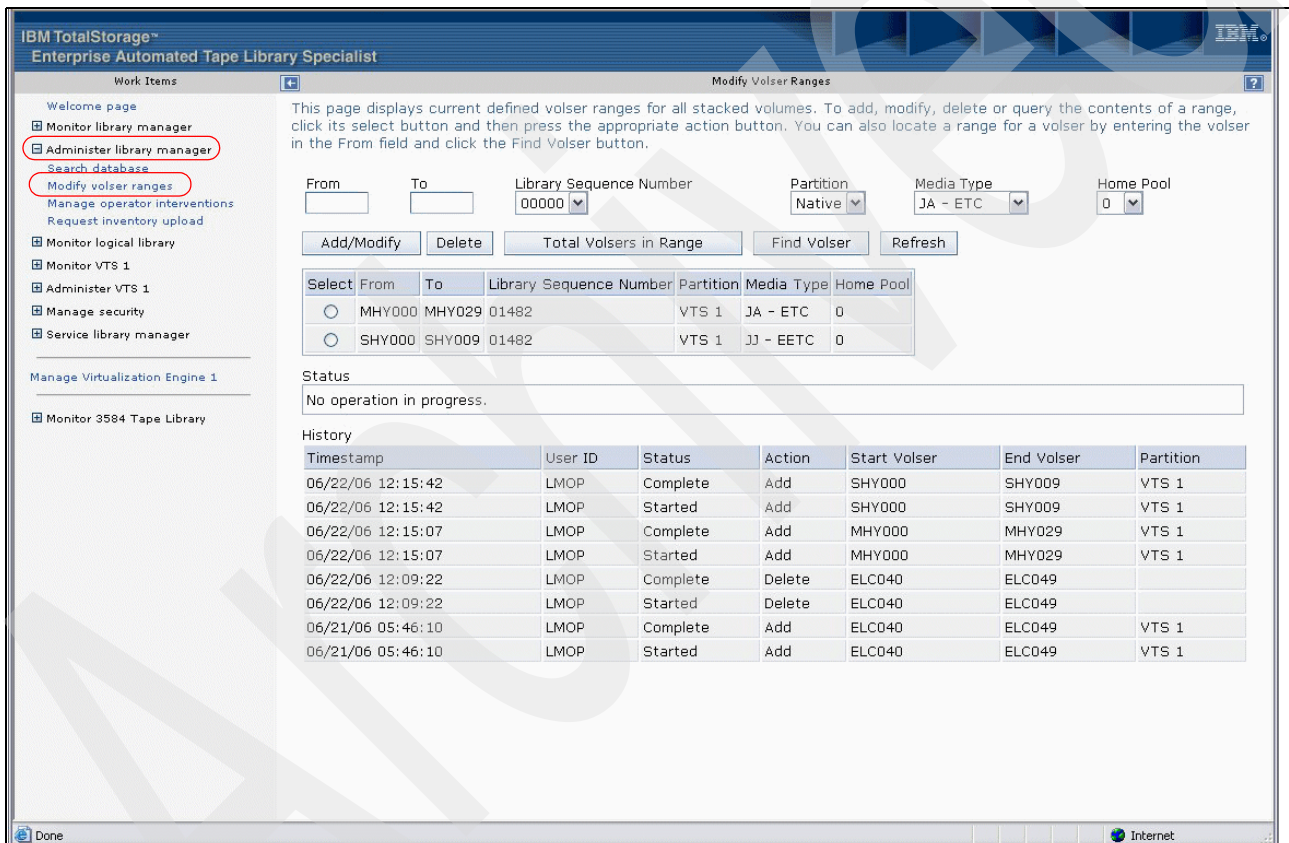 IBM TotalStorage™
Enterprise Automated Tape Library Specialist
IBM®
Work Items
Modify Volser Ranges
?
Welcome page
Monitor library manager
Administer library manager
Search database
Modify volser ranges
Manage operator interventions
Request inventory upload
Monitor logical library
Monitor VTS 1
Administer VTS 1
Manage security
Service library manager
Manage Virtualization Engine 1
Monitor 3584 Tape Library
This page displays current defined volser ranges for all stacked volumes. To add, modify, delete or query the contents of a range,
click its select button and then press the appropriate action button. You can also locate a range for a volser by entering the volser
in the From field and click the Find Volser button.
From To Library Sequence Number Partition Media Type Home Pool
00000 Native JA - ETC 0
Add/Modify Delete Total Volsers in Range Find Volser Refresh
Select From To Library Sequence Number Partition Media Type Home Pool
MHY000 MHY029 01482 VTS 1 JA - ETC 0
SHY000 SHY009 01482 VTS 1 JJ - EETC 0
Status
No operation in progress.
History
Timestamp User ID Status Action Start Volser End Volser Partition
06/22/06 12:15:42 LMOP Complete Add SHY000 SHY009 VTS 1
06/22/06 12:15:42 LMOP Started Add SHY000 SHY009 VTS 1
06/22/06 12:15:07 LMOP Complete Add MHY000 MHY029 VTS 1
06/22/06 12:15:07 LMOP Started Add MHY000 MHY029 VTS 1
06/22/06 12:09:22 LMOP Complete Delete ELC040 ELC049
06/22/06 12:09:22 LMOP Started Delete ELC040 ELC049
06/21/06 05:46:10 LMOP Complete Add ELC040 ELC049 VTS 1
06/21/06 05:46:10 LMOP Started Add ELC040 ELC049 VTS 1
Done
Internet